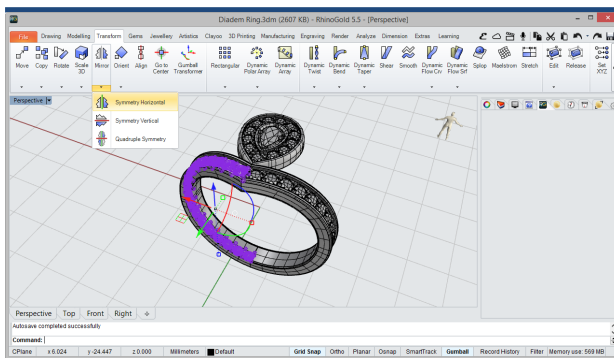 Diadem Ring.3dm (2607 KB) - RhinoGold 5.5 - [Perspective]
File Drawing Modelling Transform Gems Jewellery Artistics Clayoo 3D Printing Manufacturing Engraving Render Analyze Dimension Extras Learning
Move Copy Rotate Scale 3D Mirror Orient Align Go to Center Gumball Transformer Rectangular Dynamic Polar Array Dynamic Array Dynamic Twist Dynamic Bend Dynamic Taper Shear Smooth Dynamic Flow Crv Dynamic Flow Srf Splop Maelstrom Stretch Edit Release Set XYZ
Perspective
Symmetry Horizontal
Symmetry Vertical
Quadruple Symmetry
Perspective Top Front Right
Autosave completed successfully
Command:
CPlane x 6.024 y -24.447 z 0.000 Millimeters Default Grid Snap Ortho Planar Osnap SmartTrack Gumball Record History Filter Memory use: 569 MB